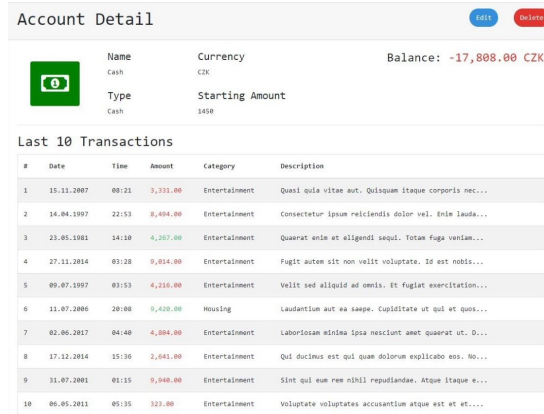 Account Detail
Edit
Delete
Name
Cash
Currency
CZK
Balance: -17,808.00 CZK
Type
Cash
Starting Amount
1450
Last 10 Transactions
# Date Time Amount Category Description
1 15.11.2007 08:21 3,331.00 Entertainment Quasi quia vitae aut. Quisquam itaque corporis nec...
2 14.04.1997 22:53 8,494.00 Entertainment Consectetur ipsum reiciendis dolor vel. Enim lauda...
3 23.05.1981 14:10 4,267.00 Entertainment Quaerat enim et eligendi sequi. Totam fuga veniam...
4 27.11.2014 03:28 9,014.00 Entertainment Fugit autem sit non velit voluptate. Id est nobis...
5 09.07.1997 03:53 4,216.00 Entertainment Velit sed aliquid ad omnis. Et fugiat exercitation...
6 11.07.2006 20:08 9,420.00 Housing Laudantium aut ea saepe. Cupiditate ut qui et quos...
7 02.06.2017 04:40 4,804.00 Entertainment Laboriosam minima ipsa nesciunt amet quaerat ut. D...
8 17.12.2014 15:36 2,641.00 Entertainment Qui ducimus est qui quam dolorum explicabo eos. No...
9 31.07.2001 01:15 9,940.00 Entertainment Sint qui eum rem nihil repudiandae. Atque itaque e...
10 06.05.2011 05:35 323.00 Entertainment Voluptate voluptates accusantium atque est et et....